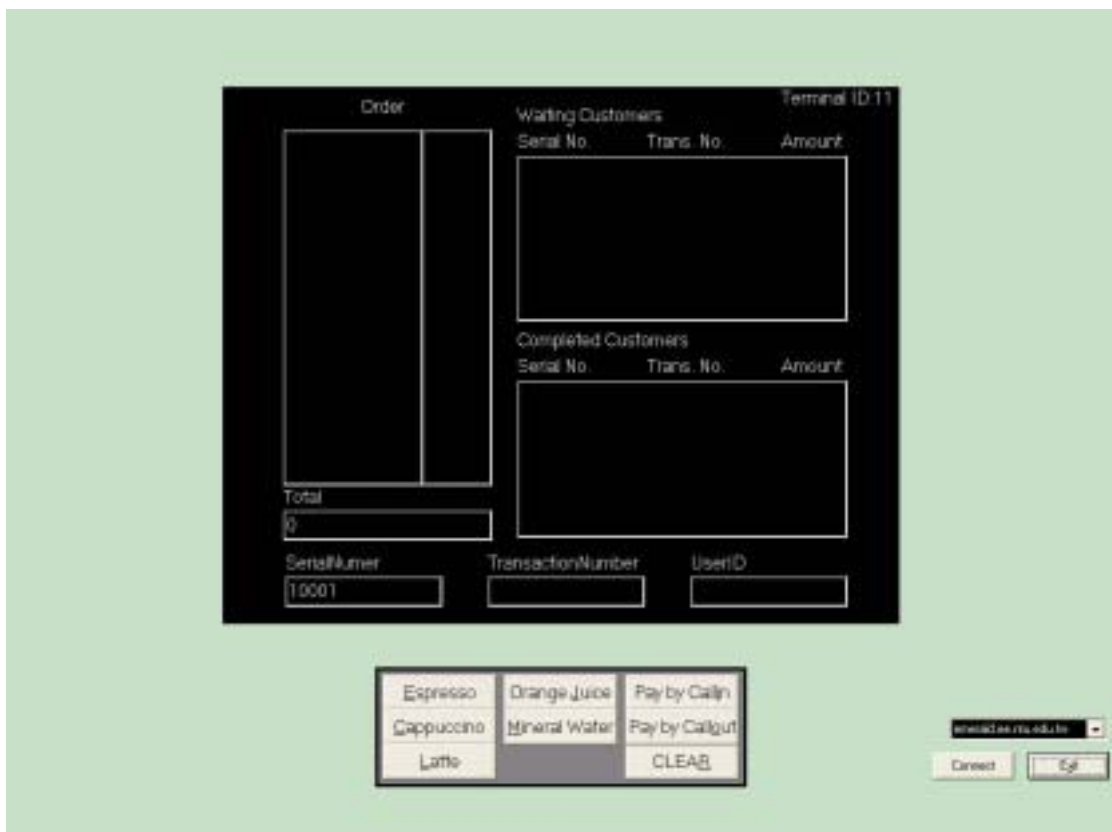 Terminal ID:11
Order
Waiting Customers
Serial No. Trans. No. Amount
Completed Customers
Serial No. Trans. No. Amount
Total
0
SerialNumer TransactionNumber UserID
10001
Espresso Orange Juice Pay by CallIn
Cappuccino Mineral Water Pay by Callout
Latte CLEAR
Connect Exit